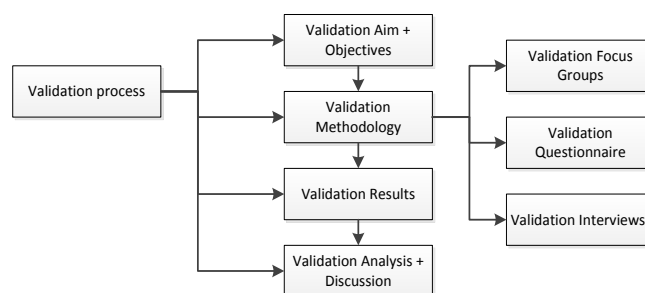 Validation process
Validation Aim +
Objectives
Validation
Methodology
Validation Results
Validation Analysis +
Discussion
Validation Focus
Groups
Validation
Questionnaire
Validation Interviews